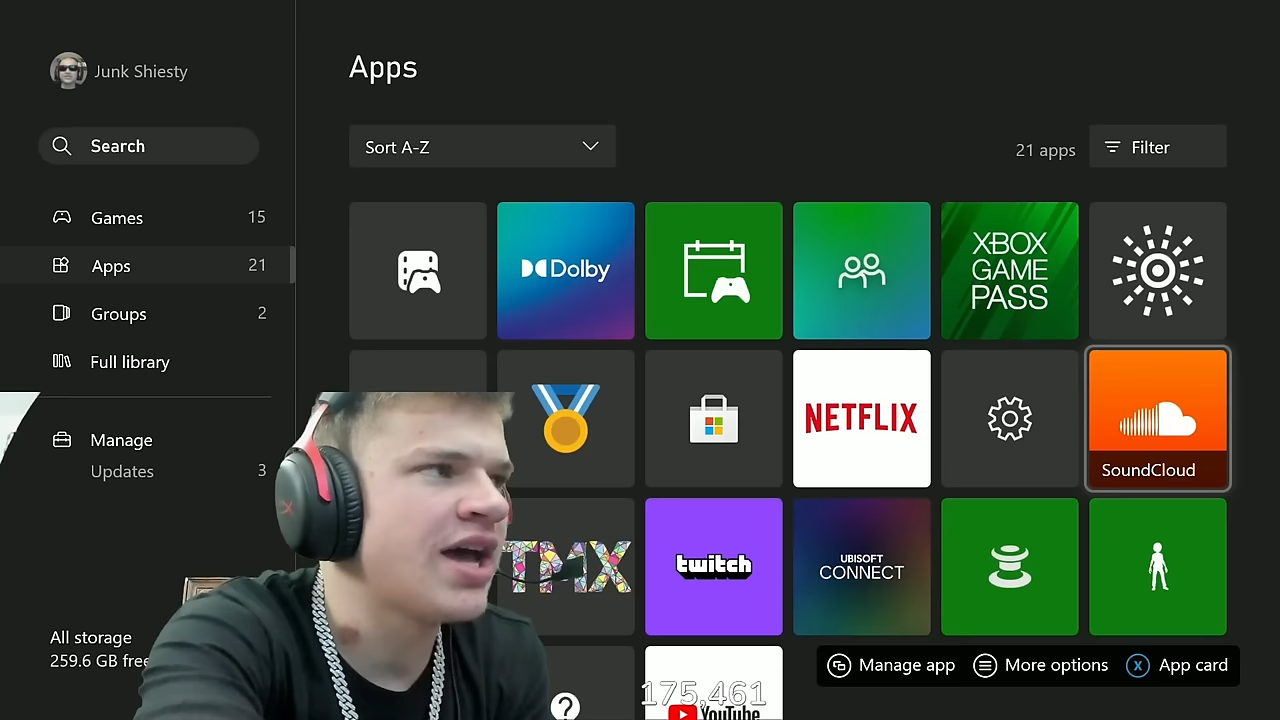 Junk Shiesty
Apps
Search
Sort A-Z
21 apps
Filter
Games 15
Apps 21
Groups 2
Full library
Manage
Updates 3
All storage
259.6 GB free
Dolby
XBOX
GAME
PASS
NETFLIX
SoundCloud
TMX
twitch
UBISOFT
CONNECT
Manage app
More options
X App card
?
175,461
YouTube